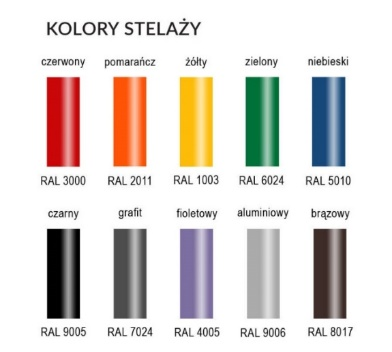 KOLORY STELAŻY
czerwony pomarańcz żółty zielony niebieski
RAL 3000 RAL 2011 RAL 1003 RAL 6024 RAL 5010
czarny grafit fioletowy aluminiowy brązowy
RAL 9005 RAL 7024 RAL 4005 RAL 9006 RAL 8017